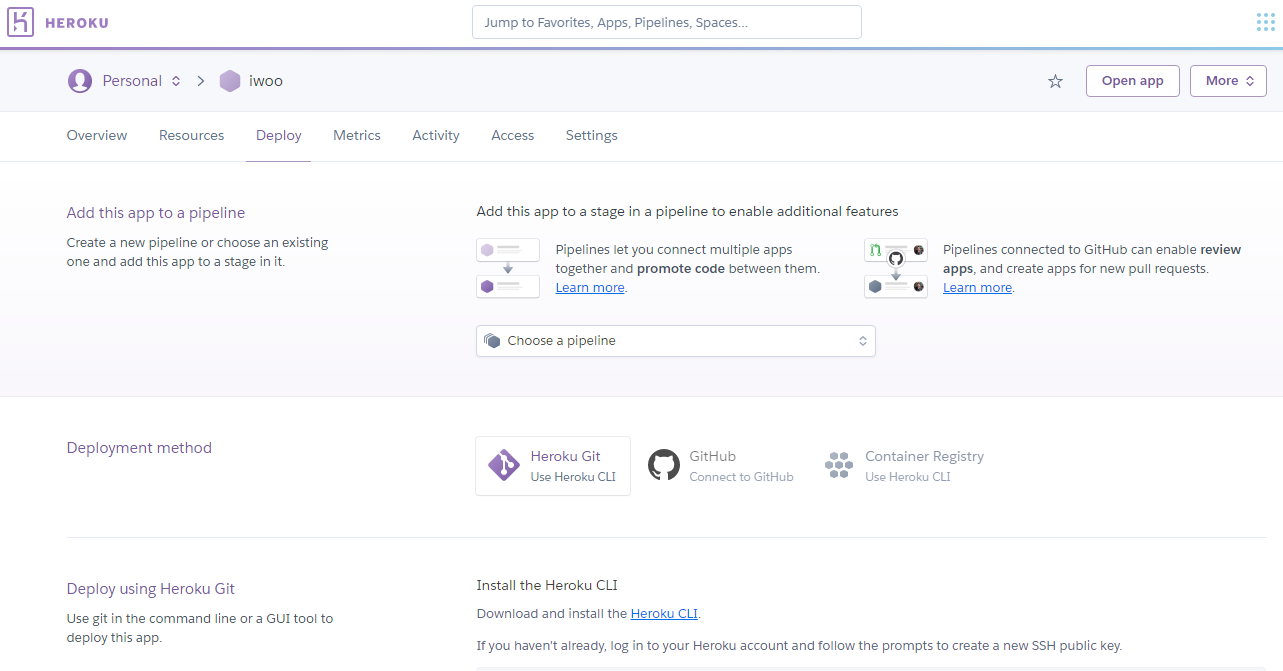 HEROKU
Jump to Favorites, Apps, Pipelines, Spaces...
Personal
iwoo
Open app
More
Overview
Resources
Deploy
Metrics
Activity
Access
Settings
Add this app to a pipeline
Create a new pipeline or choose an existing
one and add this app to a stage in it.
Add this app to a stage in a pipeline to enable additional features
Pipelines let you connect multiple apps
together and promote code between them.
Learn more.
Pipelines connected to GitHub can enable review
apps, and create apps for new pull requests.
Learn more.
Choose a pipeline
Deployment method
Heroku Git
Use Heroku CLI
GitHub
Connect to GitHub
Container Registry
Use Heroku CLI
Deploy using Heroku Git
Use git in the command line or a GUI tool to
deploy this app.
Install the Heroku CLI
Download and install the Heroku CLI.
If you haven't already, log in to your Heroku account and follow the prompts to create a new SSH public key.